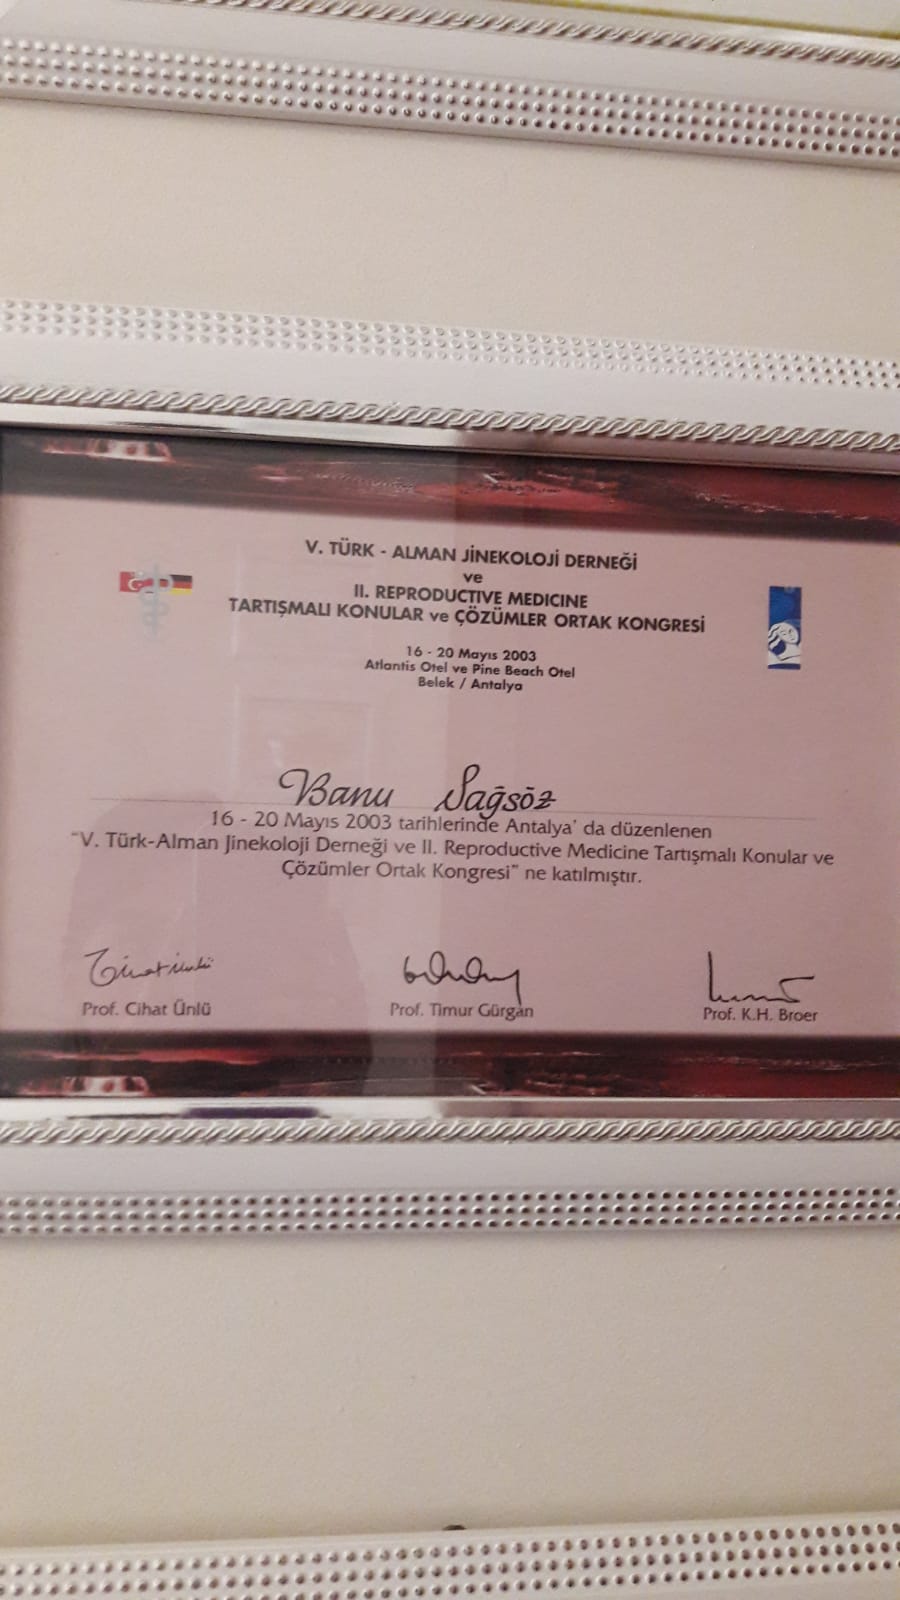 V. TÜRK - ALMAN JİNEKOLOJİ DERNEĞİ
ve
II. REPRODUCTIVE MEDICINE
TARTIŞMALI KONULAR ve ÇÖZÜMLER ORTAK KONGRESİ
16 - 20 Mayıs 2003
Atlantis Otel ve Pine Beach Otel
Belek / Antalya
Banu Sağsöz
16 - 20 Mayıs 2003 tarihlerinde Antalya' da düzenlenen
"V. Türk-Alman Jinekoloji Derneği ve II. Reproductive Medicine Tartışmalı Konular ve
Çözümler Ortak Kongresi" ne katılmıştır.
Prof. Cihat Ünlü
Prof. Timur Gürgan
Prof. K.H. Broer